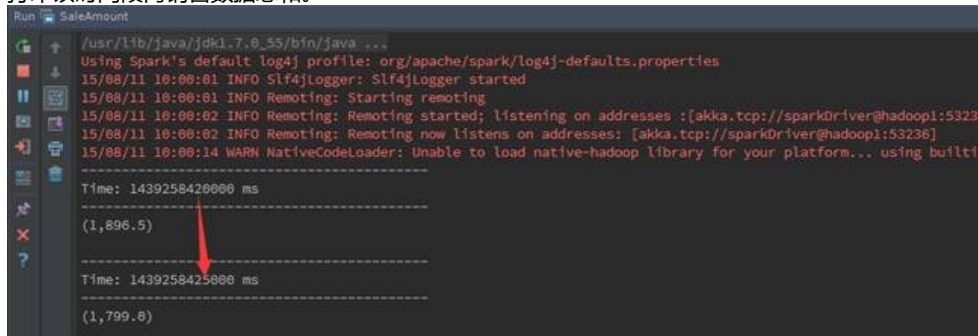 Run SaleAmount
/usr/lib/java/jdk1.7.0_55/bin/java ...
Using Spark's default log4j profile: org/apache/spark/log4j-defaults.properties
15/08/11 10:00:01 INFO Slf4jLogger: Slf4jLogger started
15/08/11 10:00:01 INFO Remoting: Starting remoting
15/08/11 10:00:02 INFO Remoting: Remoting started; listening on addresses :[akka.tcp://sparkDriver@hadoop1:5323
15/08/11 10:00:02 INFO Remoting: Remoting now listens on addresses: [akka.tcp://sparkDriver@hadoop1:53236]
15/08/11 10:00:14 WARN NativeCodeLoader: Unable to load native-hadoop library for your platform... using builti
-------------------------------------------
Time: 1439258420000 ms
-------------------------------------------
(1,896.5)
-------------------------------------------
Time: 1439258425000 ms
-------------------------------------------
(1,799.0)